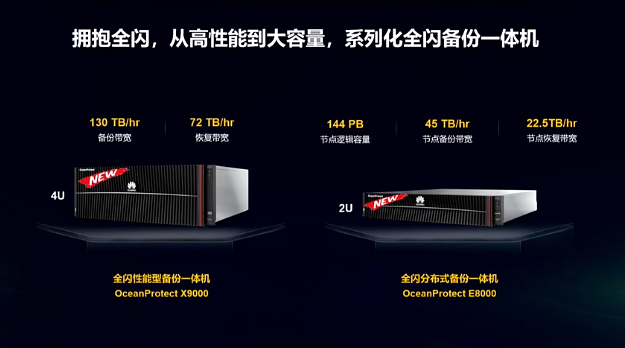 拥抱全闪，从高性能到大容量，系列化全闪备份一体机
130 TB/hr
备份带宽
72 TB/hr
恢复带宽
144 PB
节点逻辑容量
45 TB/hr
节点备份带宽
22.5TB/hr
节点恢复带宽
4U
OceanProtect
NEW
HUAWEI
全闪性能型备份一体机
OceanProtect X9000
2U
OceanProtect
NEW
HUAWEI
全闪分布式备份一体机
OceanProtect E8000